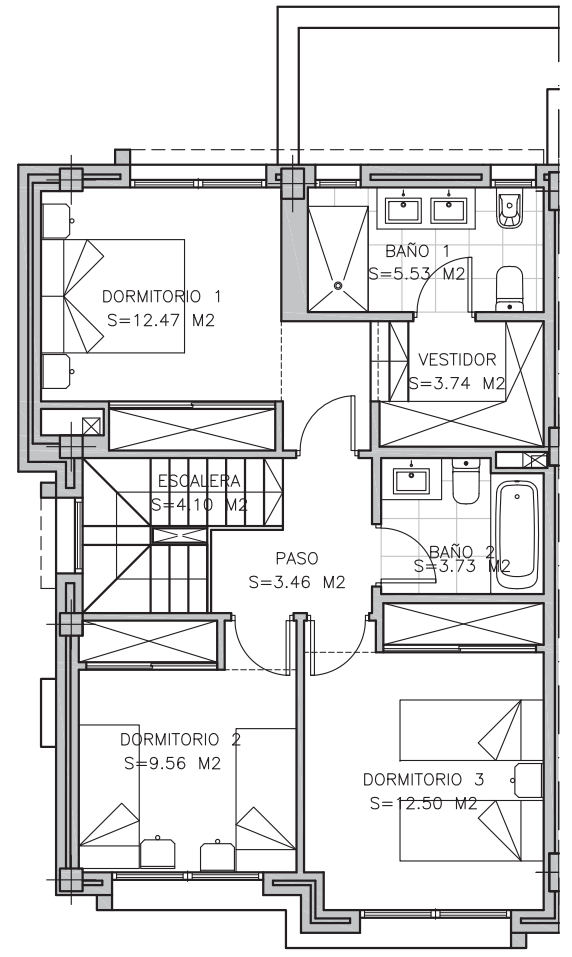 BAÑO 1
S=5.53 M2
DORMITORIO 1
S=12.47 M2
VESTIDOR
S=3.74 M2
ESCALERA
S=4.10 M2
BAÑO 2
S=3.73 M2
PASO
S=3.46 M2
DORMITORIO 2
S=9.56 M2
DORMITORIO 3
S=12.50 M2